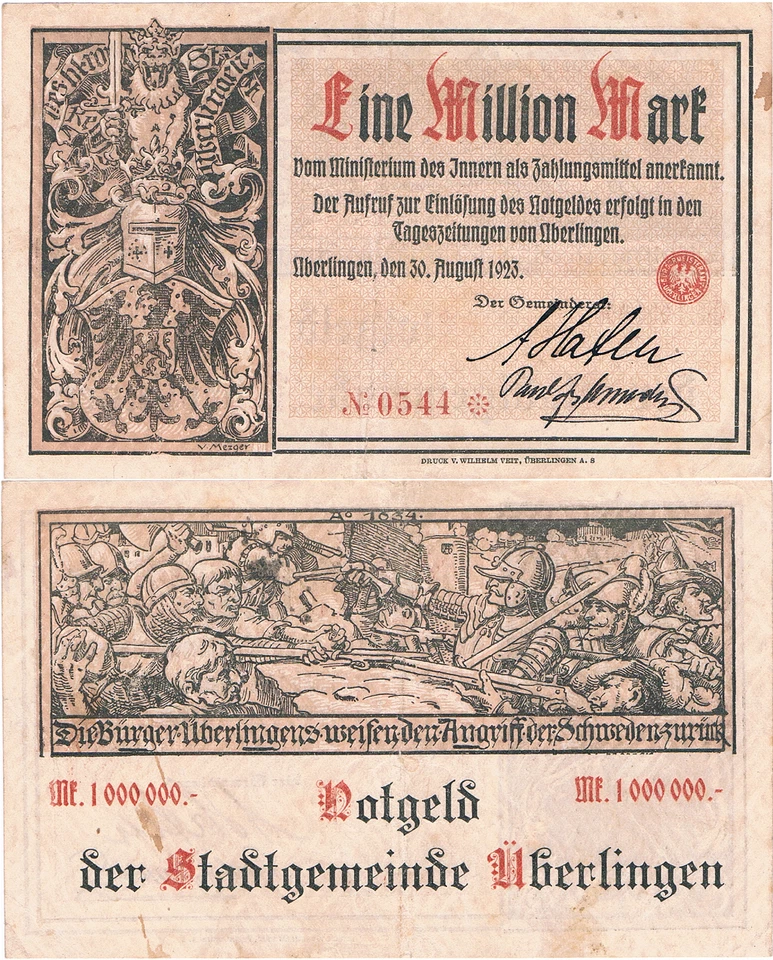 Stadt
Überlingen
Eine Million Mark
vom Ministerium des Innern als Zahlungsmittel anerkannt.
Der Aufruf zur Einlösung des Notgeldes erfolgt in den
Tageszeitungen von Überlingen.
Überlingen, den 30. August 1923.
Der Gemeinderat:
№ 0544
V. Mezger
DRUCK V. WILHELM VEIT, ÜBERLINGEN A. S
Ao 1634.
Die Bürger Überlingens weisen den Angriff der Schweden zurück
Mk. 1 000 000.-
Mk. 1 000 000.-
Notgeld
der Stadtgemeinde Überlingen